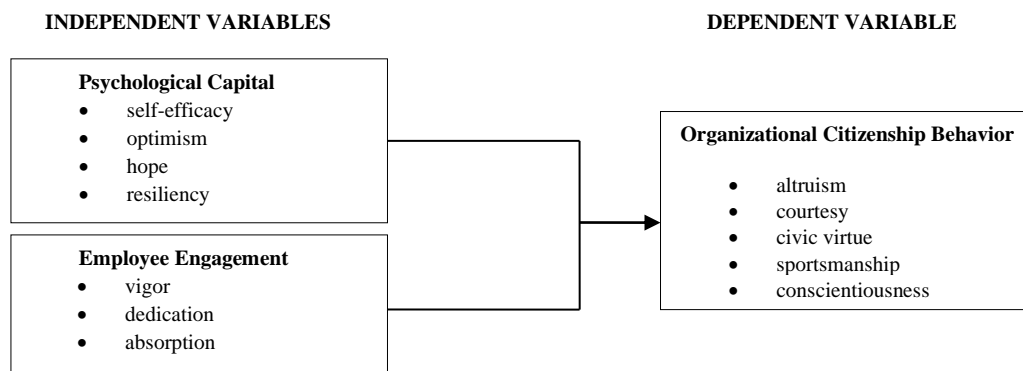 INDEPENDENT VARIABLES
Psychological Capital
• self-efficacy
• optimism
• hope
• resiliency
Employee Engagement
• vigor
• dedication
• absorption
DEPENDENT VARIABLE
Organizational Citizenship Behavior
• altruism
• courtesy
• civic virtue
• sportsmanship
• conscientiousness